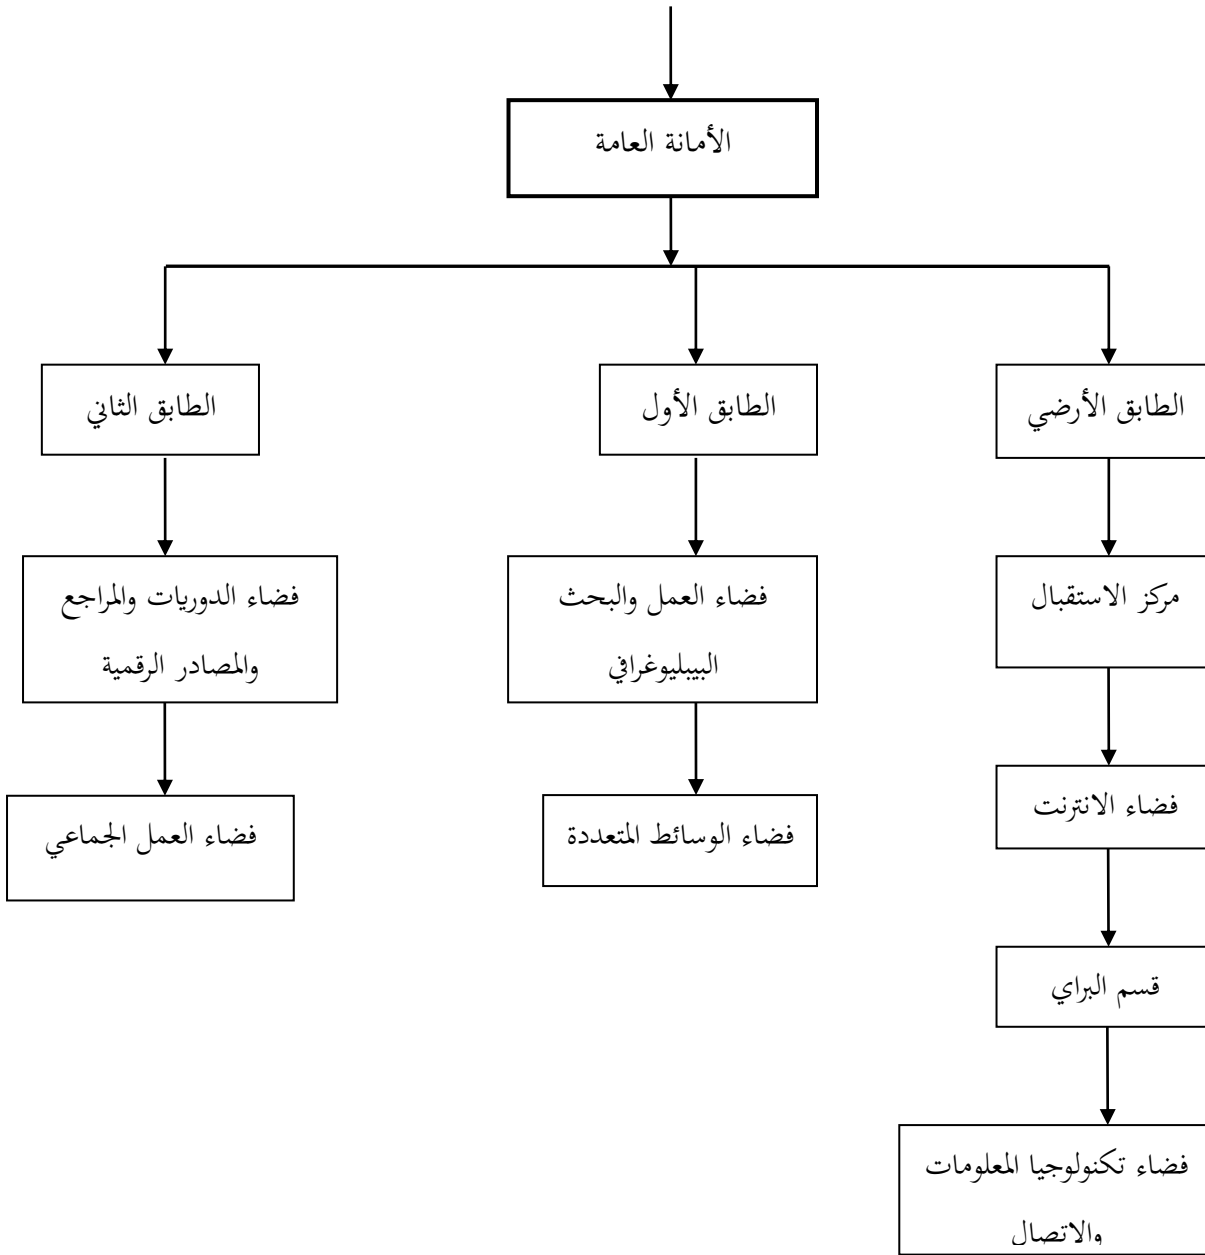 الأمانة العامة
الطابق الأرضي
الطابق الأول
الطابق الثاني
مركز الاستقبال
فضاء العمل والبحث
البيبليوغرافي
فضاء الدوريات والمراجع
والمصادر الرقمية
فضاء الانترنت
فضاء الوسائط المتعددة
فضاء العمل الجماعي
قسم البراي
فضاء تكنولوجيا المعلومات
والاتصال